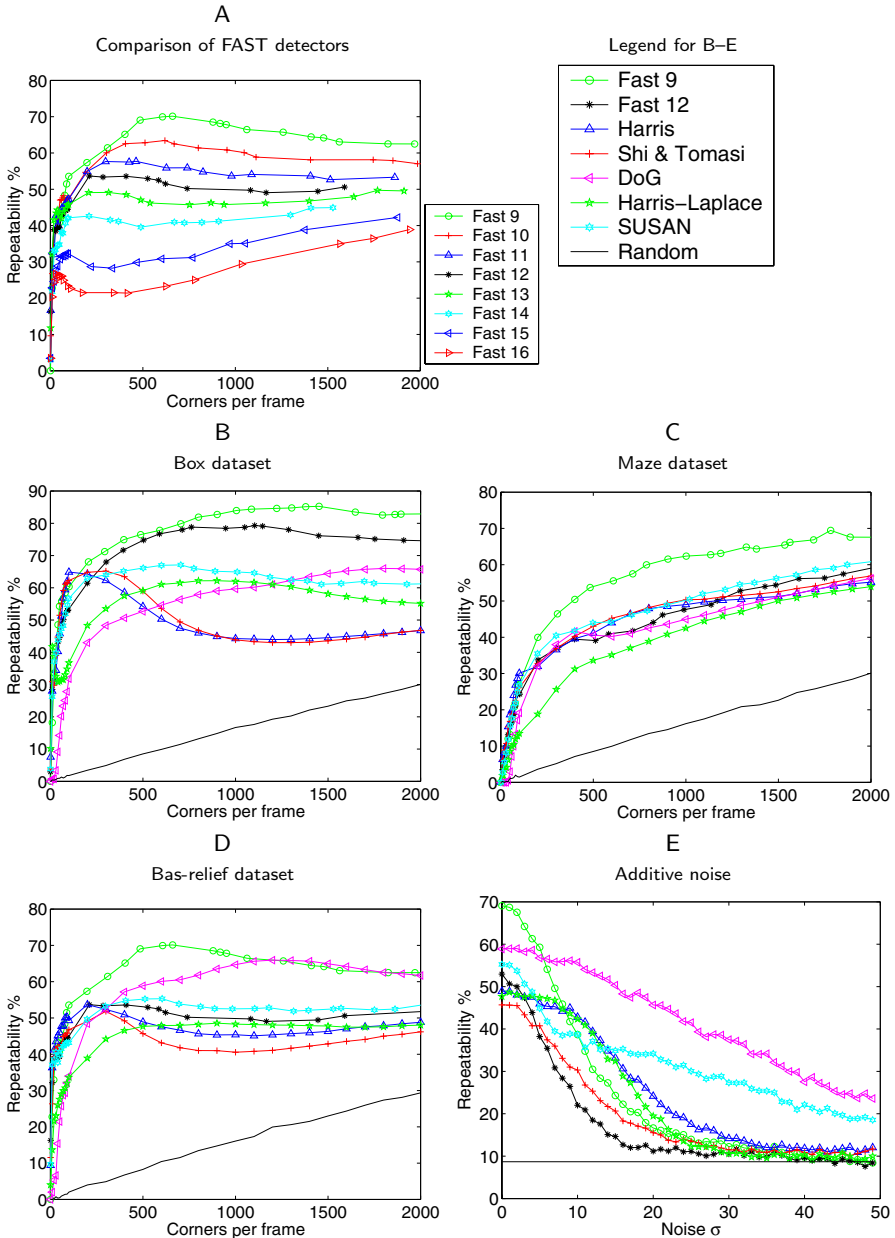 A
Comparison of FAST detectors
Legend for B–E
80
70
60
50
40
30
20
10
0
Repeatability %
0
500
1000
1500
2000
Corners per frame
Fast 9
Fast 10
Fast 11
Fast 12
Fast 13
Fast 14
Fast 15
Fast 16
Fast 9
Fast 12
Harris
Shi & Tomasi
DoG
Harris−Laplace
SUSAN
Random
B
Box dataset
90
80
70
60
50
40
30
20
10
0
Repeatability %
0
500
1000
1500
2000
Corners per frame
C
Maze dataset
80
70
60
50
40
30
20
10
0
Repeatability %
0
500
1000
1500
2000
Corners per frame
D
Bas-relief dataset
80
70
60
50
40
30
20
10
0
Repeatability %
0
500
1000
1500
2000
Corners per frame
E
Additive noise
70
60
50
40
30
20
10
0
Repeatability %
0
10
20
30
40
50
Noise σ